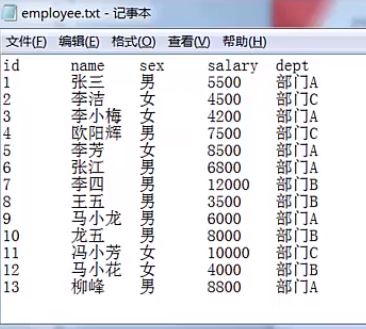 employee.txt - 记事本
文件(F) 编辑(E) 格式(O) 查看(V) 帮助(H)
id name sex salary dept
1 张三 男 5500 部门A
2 李洁 女 4500 部门C
3 李小梅 女 4200 部门A
4 欧阳辉 男 7500 部门C
5 李芳 女 8500 部门A
6 张江 男 6800 部门A
7 李四 男 12000 部门B
8 王五 男 3500 部门B
9 马小龙 男 6000 部门A
10 龙五 男 8000 部门B
11 冯小芳 女 10000 部门C
12 马小花 女 4000 部门B
13 柳峰 男 8800 部门A